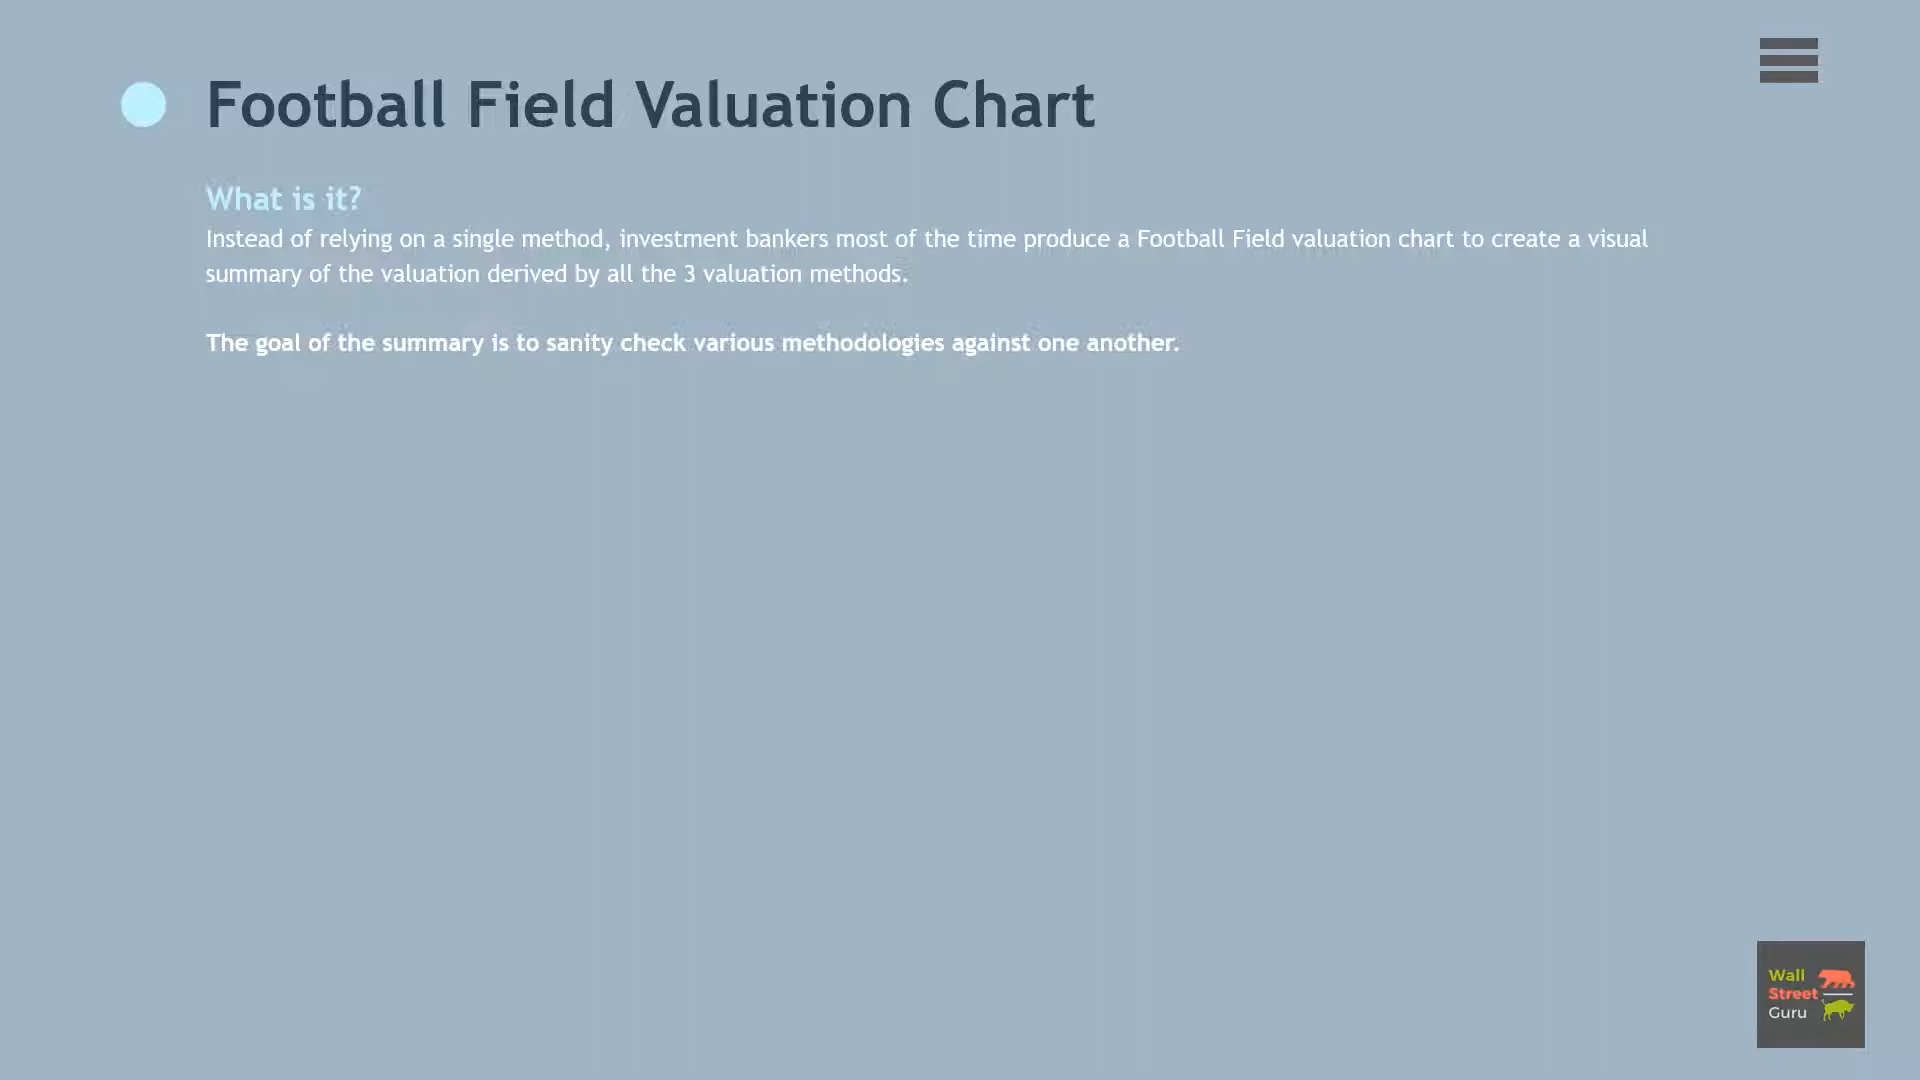 Football Field Valuation Chart
What is it?
Instead of relying on a single method, investment bankers most of the time produce a Football Field valuation chart to create a visual
summary of the valuation derived by all the 3 valuation methods.
The goal of the summary is to sanity check various methodologies against one another.
Wall
Street
Guru